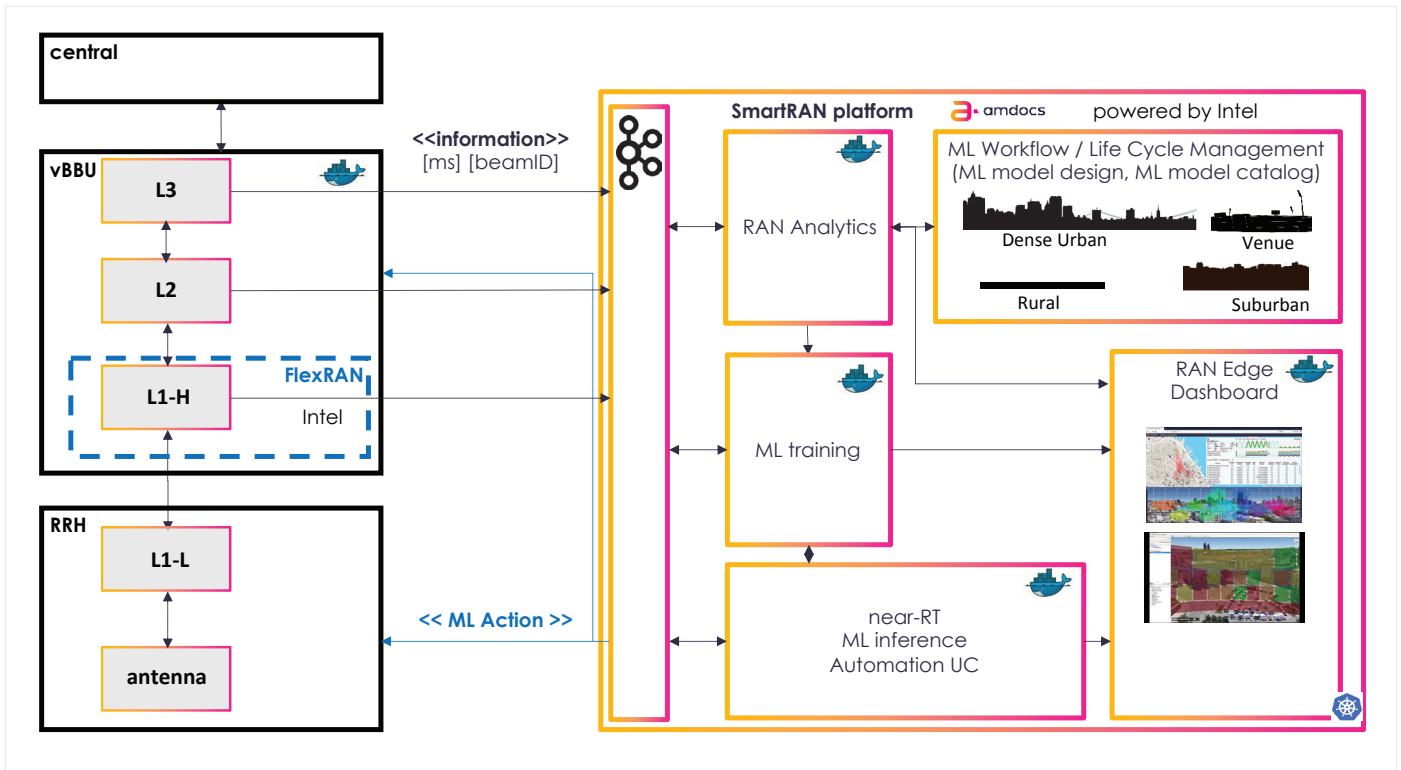 central
vBBU
L3
L2
FlexRAN
L1-H
Intel
RRH
L1-L
antenna
<<information>>
[ms] [beamID]
<< ML Action >>
SmartRAN platform
amdocs
powered by Intel
RAN Analytics
ML Workflow / Life Cycle Management
(ML model design, ML model catalog)
Dense Urban
Venue
Rural
Suburban
ML training
RAN Edge
Dashboard
near-RT
ML inference
Automation UC